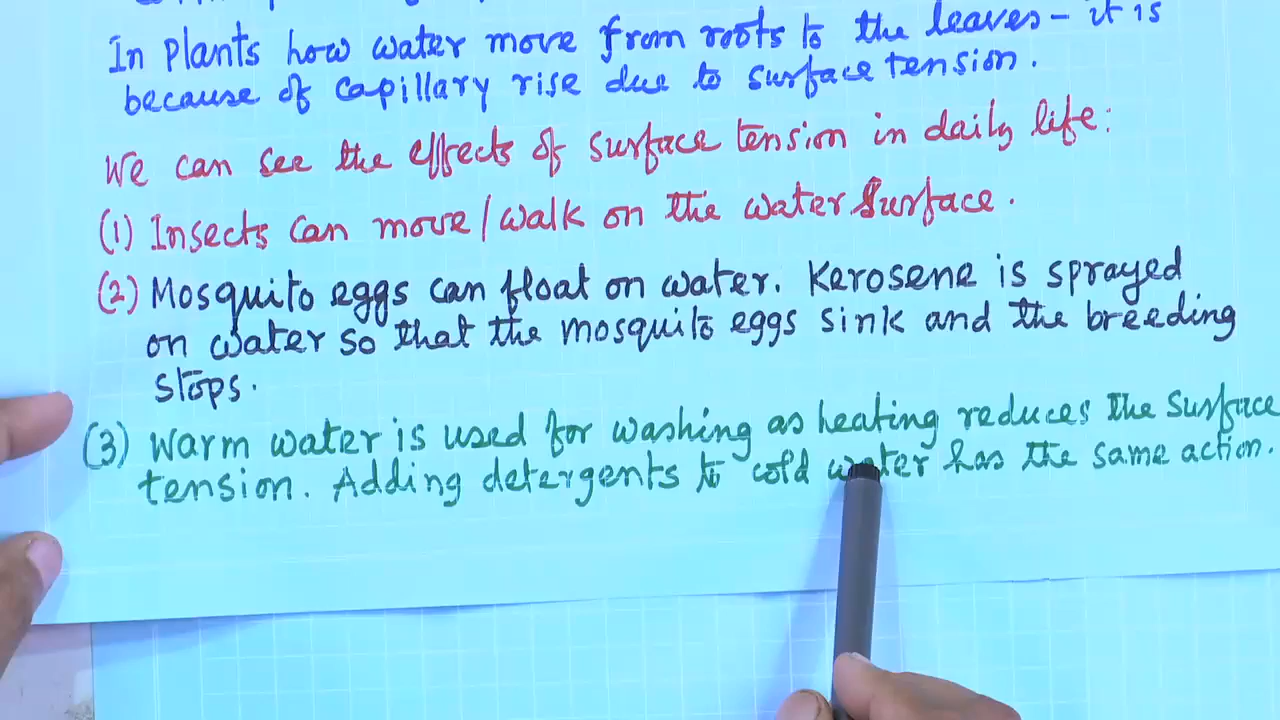 In Plants how water move from roots to the leaves - it is
because of capillary rise due to surface tension.
We can see the effects of surface tension in daily life:
(1) Insects can move/walk on the water surface.
(2) Mosquito eggs can float on water. Kerosene is sprayed
on water so that the mosquito eggs sink and the breeding
stops.
(3) Warm water is used for washing as heating reduces the surface
tension. Adding detergents to cold water has the same action.